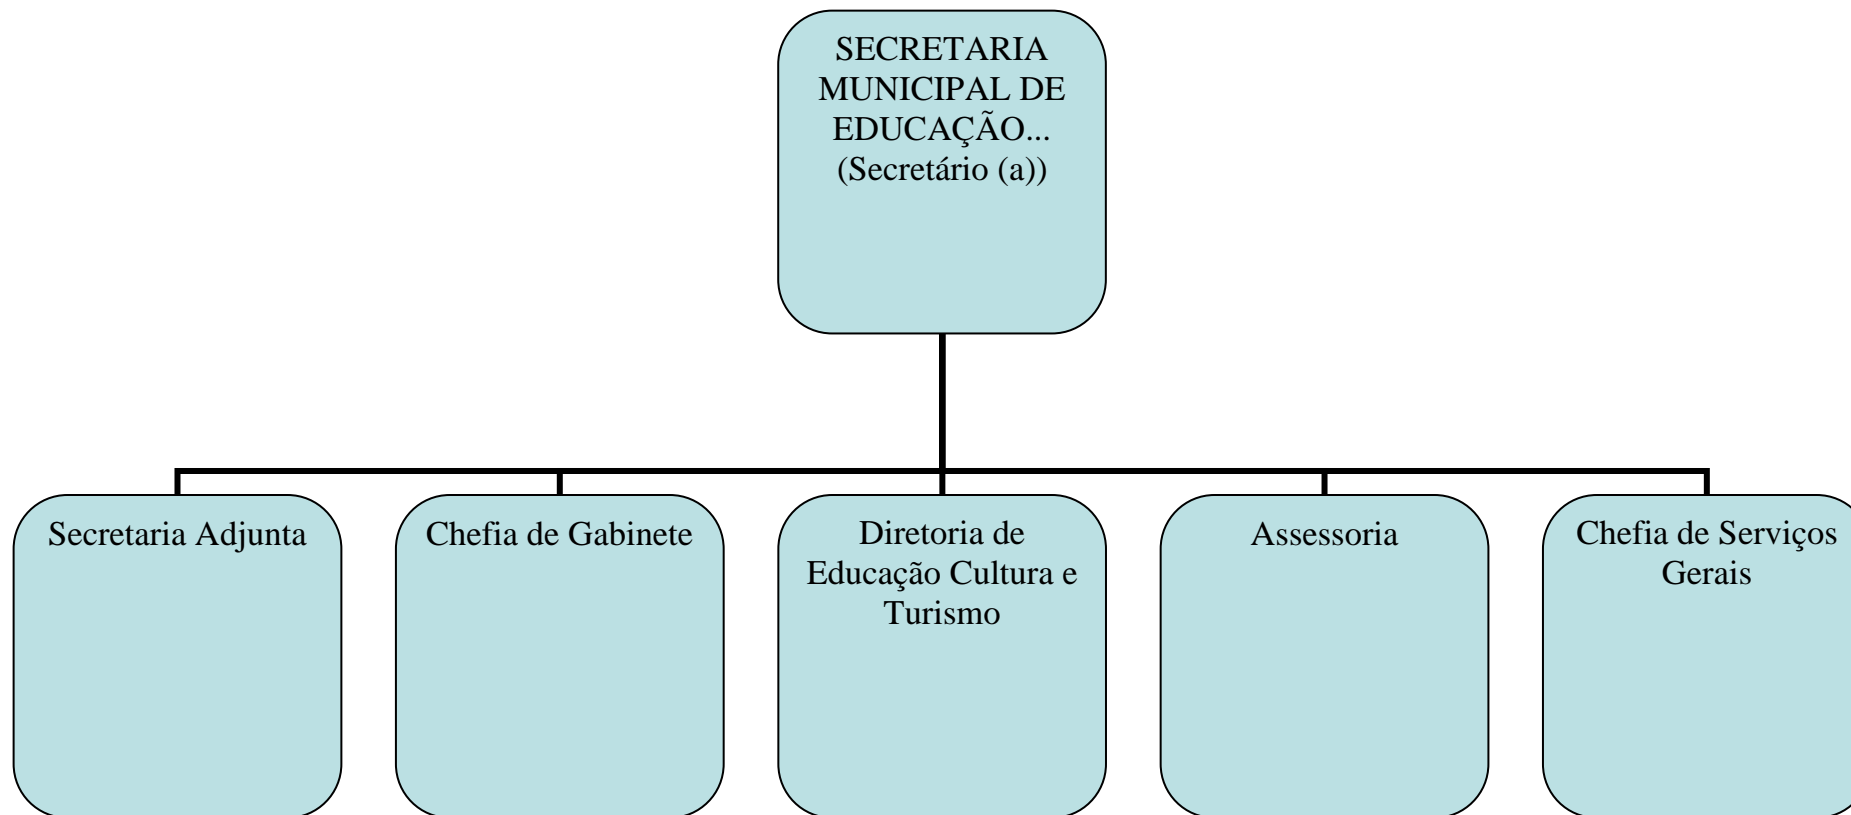 SECRETARIA
MUNICIPAL DE
EDUCAÇÃO...
(Secretário (a))
Secretaria Adjunta
Chefia de Gabinete
Diretoria de
Educação Cultura e
Turismo
Assessoria
Chefia de Serviços
Gerais